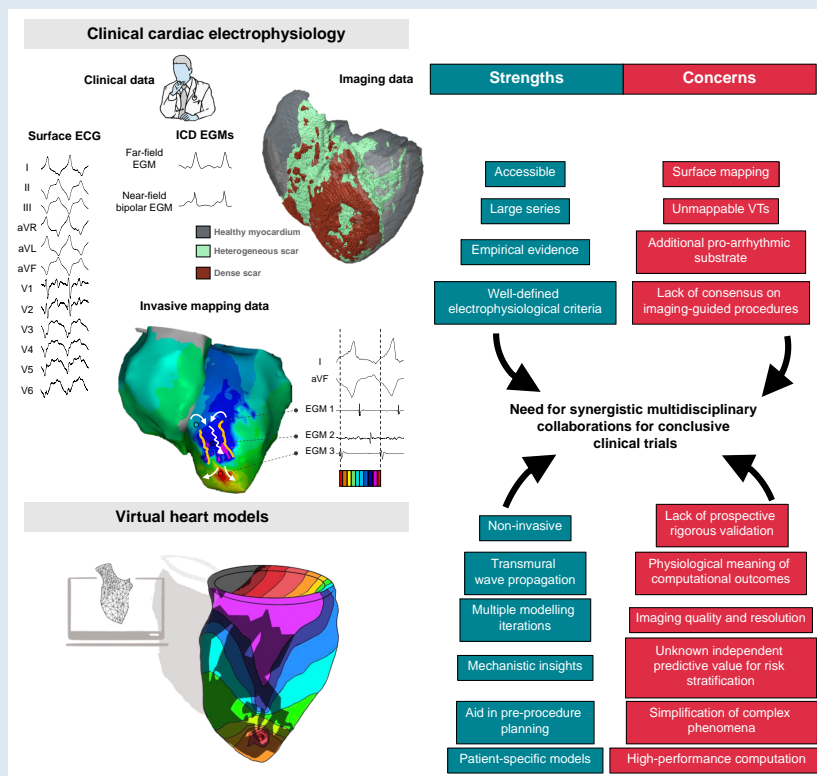 Clinical cardiac electrophysiology
Clinical data
Imaging data
Surface ECG
ICD EGMs
Far-field
EGM
Near-field
bipolar EGM
I
II
III
aVR
aVL
aVF
V1
V2
V3
V4
V5
V6
Healthy myocardium
Heterogeneous scar
Dense scar
Invasive mapping data
I
aVF
EGM 1
EGM 2
EGM 3
Virtual heart models
Strengths
Concerns
Accessible
Surface mapping
Large series
Unmappable VTs
Empirical evidence
Additional pro-arrhythmic
substrate
Well-defined
electrophysiological criteria
Lack of consensus on
imaging-guided procedures
Need for synergistic multidisciplinary
collaborations for conclusive
clinical trials
Non-invasive
Lack of prospective
rigorous validation
Transmural
wave propagation
Physiological meaning of
computational outcomes
Multiple modelling
iterations
Imaging quality and resolution
Mechanistic insights
Unknown independent
predictive value for risk
stratification
Aid in pre-procedure
planning
Simplification of complex
phenomena
Patient-specific models
High-performance computation